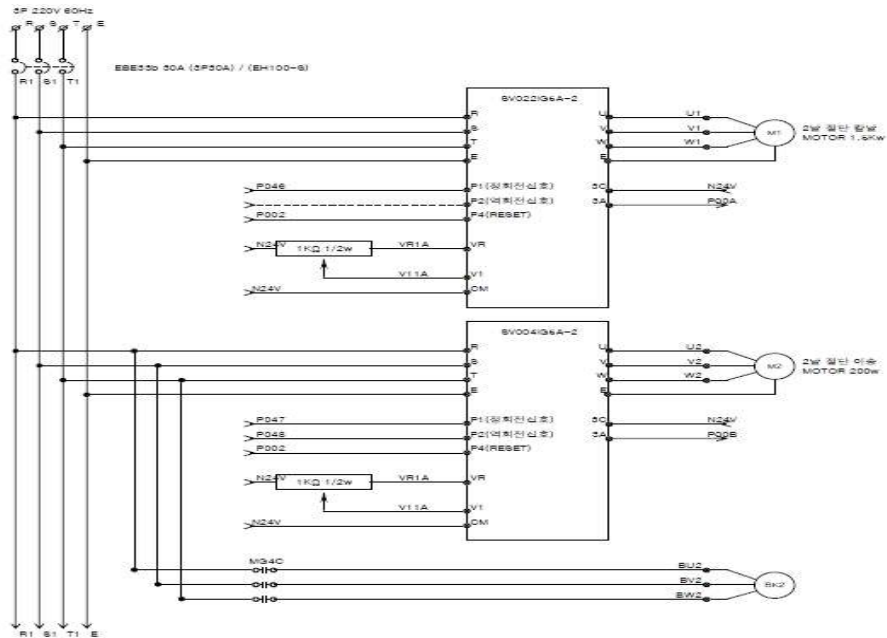 3P 220V 60Hz
R S T E
EBE33b 30A (3P30A) / (EH100-S)
R1 S1 T1
SV022IG5A-2
R U U1
S V V1 M1 2날 절단 칼날
T W W1 MOTOR 1.5Kw
E E
P046 P1(정회전신호) 3C N24V
P2(역회전신호) 3A P00A
P002 P4(RESET)
N24V 1KΩ 1/2w VR1A VR
V11A V1
N24V CM
SV004IG5A-2
R U U2
S V V2 M2 2날 절단 이송
T W W2 MOTOR 200w
E E
P047 P1(정회전신호) 3C N24V
P048 P2(역회전신호) 3A P00B
P002 P4(RESET)
N24V 1KΩ 1/2w VR1A VR
V11A V1
N24V CM
MG4C BU2
BV2 BK2
BW2
R1 S1 T1 E